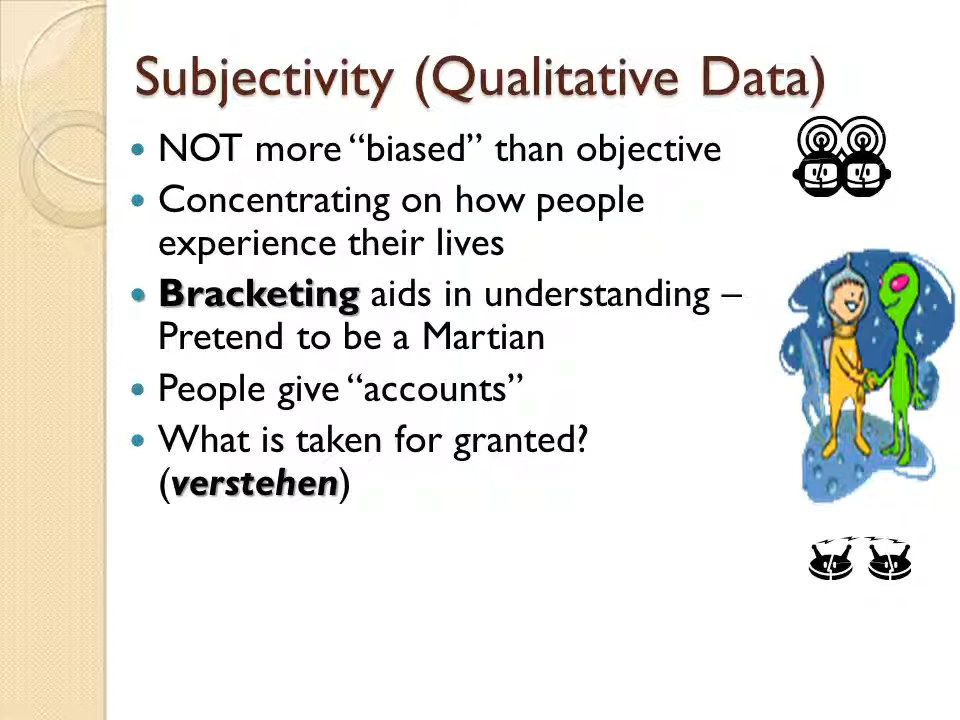 Subjectivity (Qualitative Data)
• NOT more “biased” than objective
• Concentrating on how people
experience their lives
• Bracketing aids in understanding –
Pretend to be a Martian
• People give “accounts”
• What is taken for granted?
(verstehen)